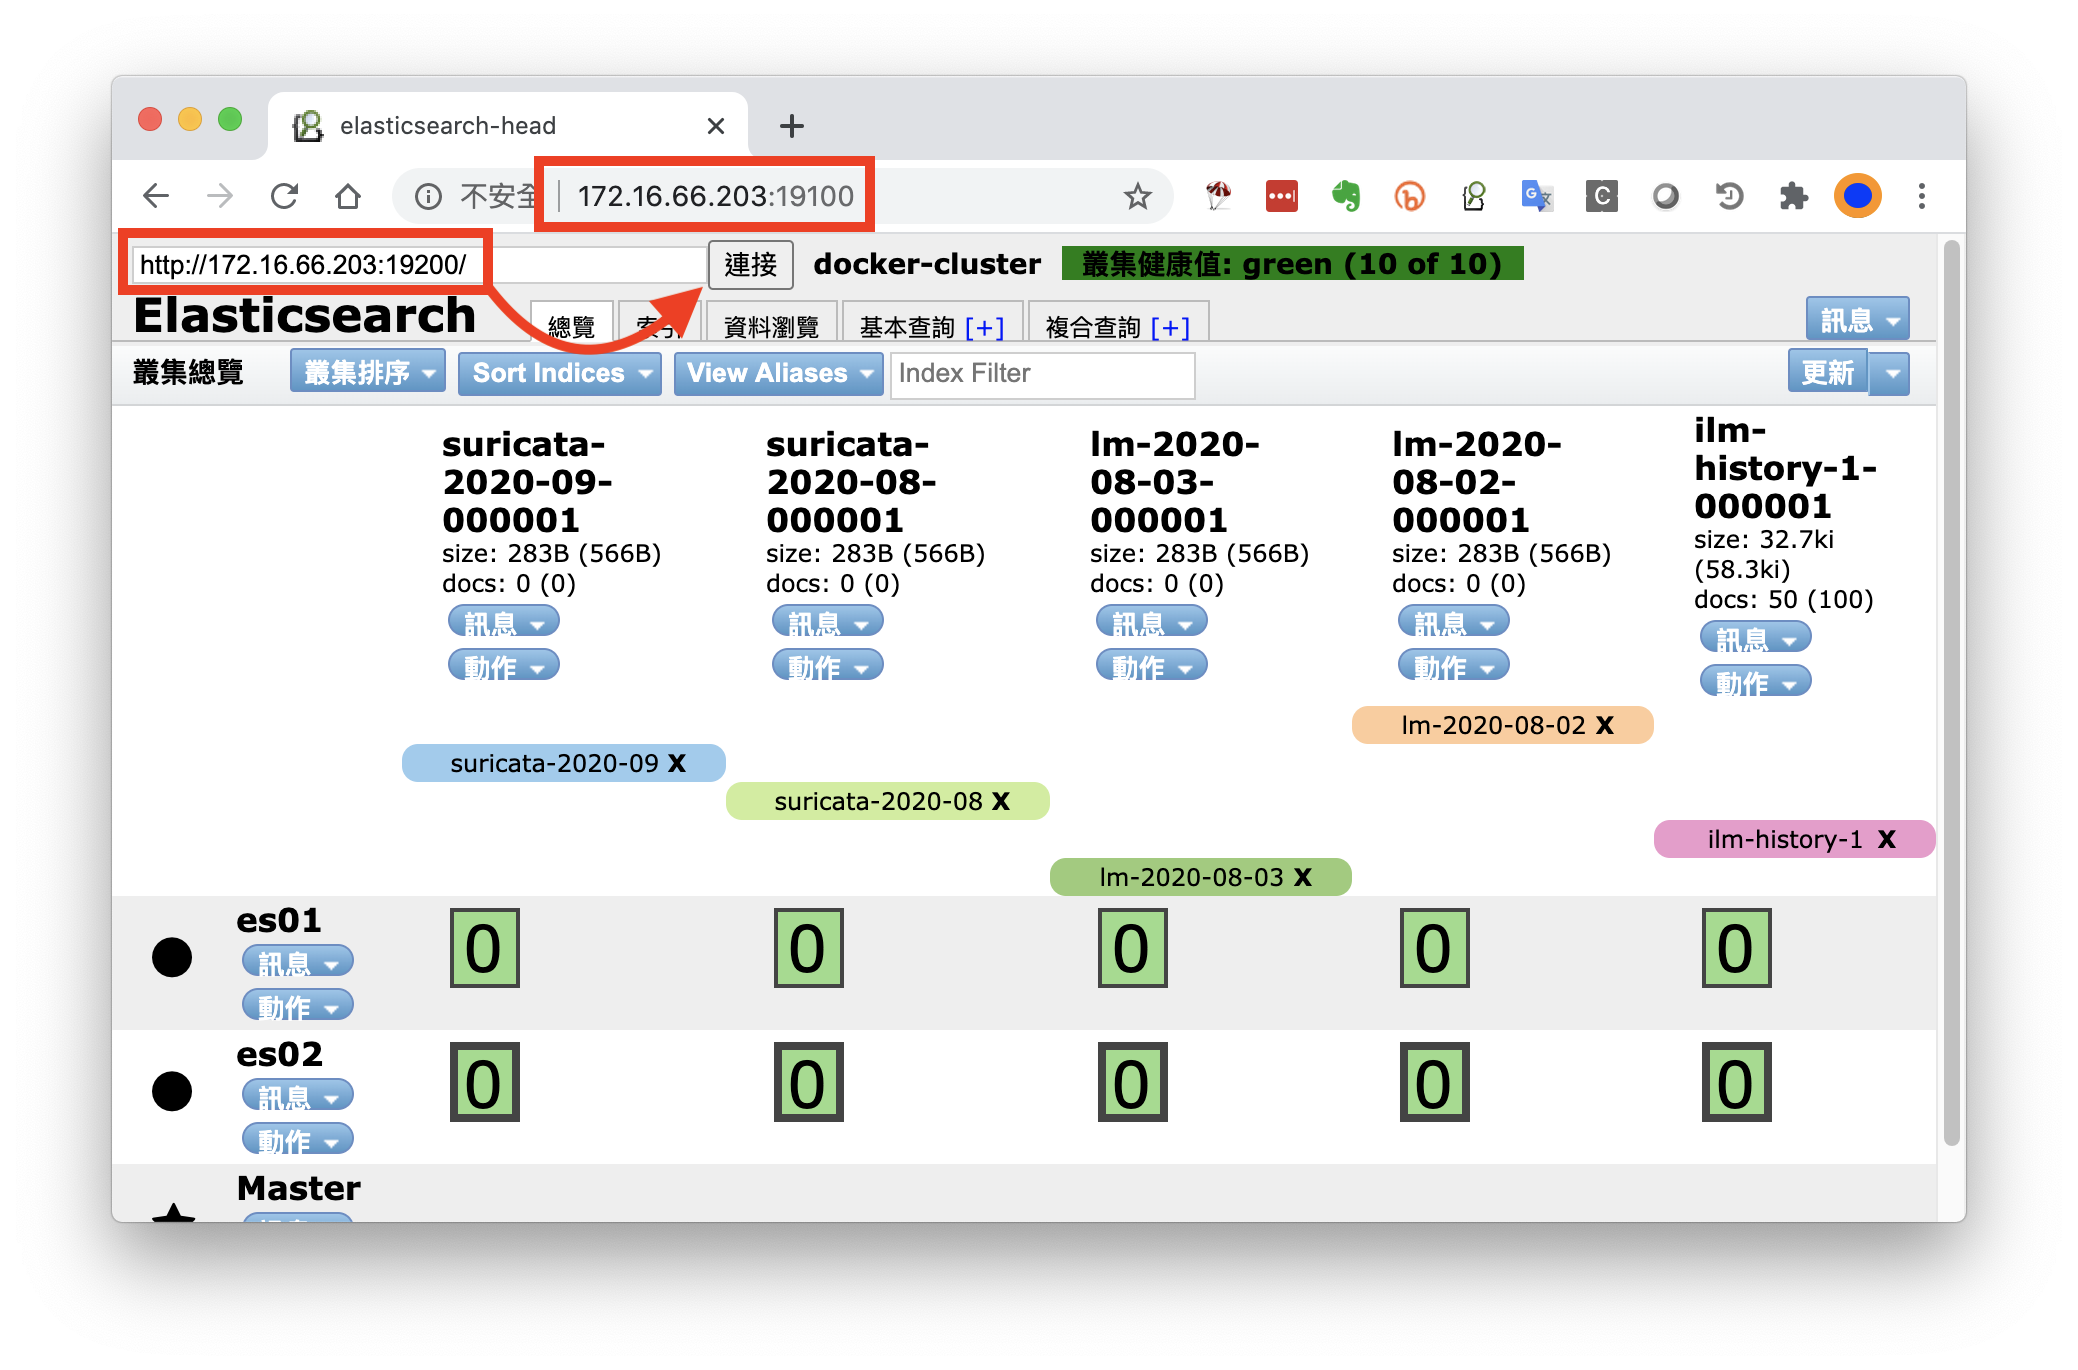 elasticsearch-head
不安全 172.16.66.203:19100
http://172.16.66.203:19200/ 連接 docker-cluster 叢集健康值: green (10 of 10)
Elasticsearch 總覽 資料瀏覽 基本查詢 [+] 複合查詢 [+] 訊息
叢集總覽 叢集排序 Sort Indices View Aliases Index Filter 更新
suricata-2020-09-000001
size: 283B (566B)
docs: 0 (0)
訊息
動作
suricata-2020-08-000001
size: 283B (566B)
docs: 0 (0)
訊息
動作
lm-2020-08-03-000001
size: 283B (566B)
docs: 0 (0)
訊息
動作
lm-2020-08-02-000001
size: 283B (566B)
docs: 0 (0)
訊息
動作
ilm-history-1-000001
size: 32.7ki (58.3ki)
docs: 50 (100)
訊息
動作
lm-2020-08-02 X
suricata-2020-09 X
suricata-2020-08 X
ilm-history-1 X
lm-2020-08-03 X
es01 0 0 0 0 0
訊息
動作
es02 0 0 0 0 0
訊息
動作
Master